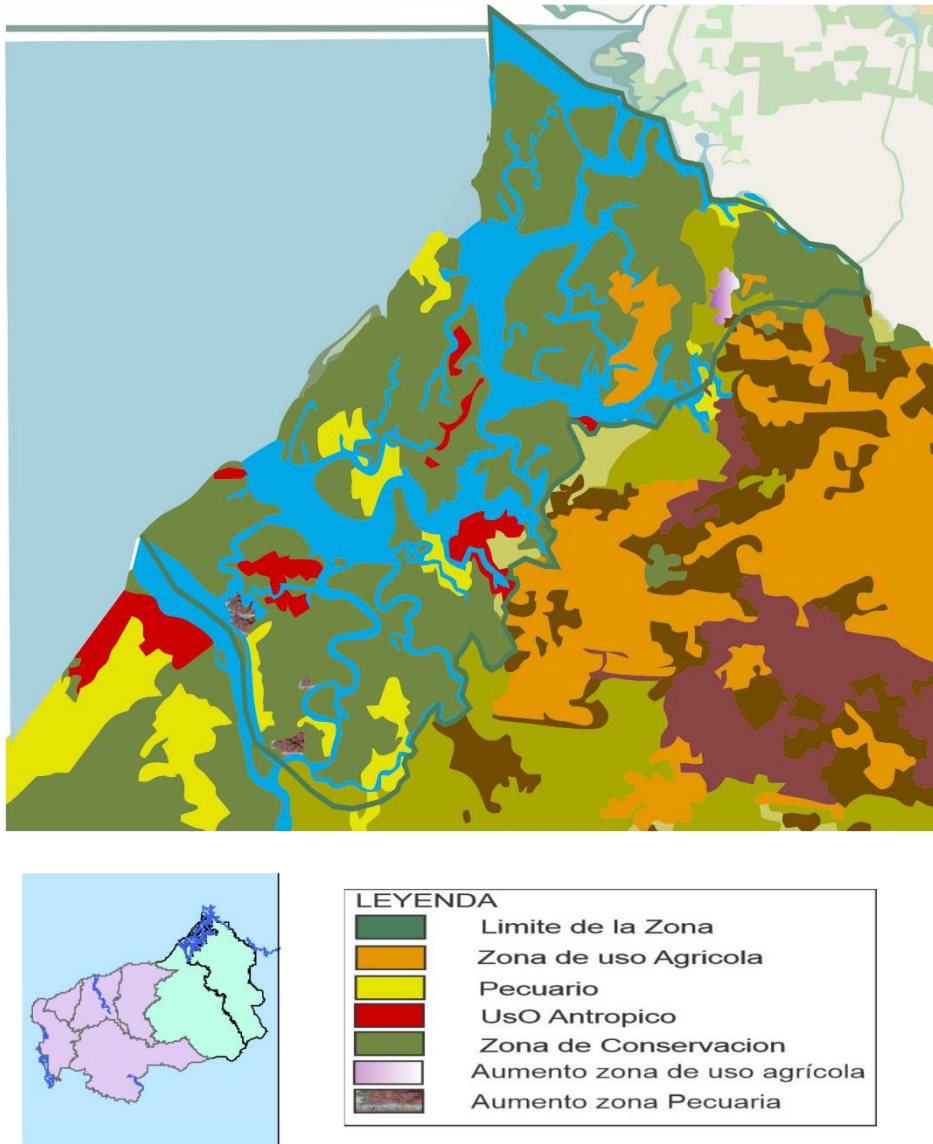 LEYENDA
Limite de la Zona
Zona de uso Agricola
Pecuario
UsO Antropico
Zona de Conservacion
Aumento zona de uso agrícola
Aumento zona Pecuaria